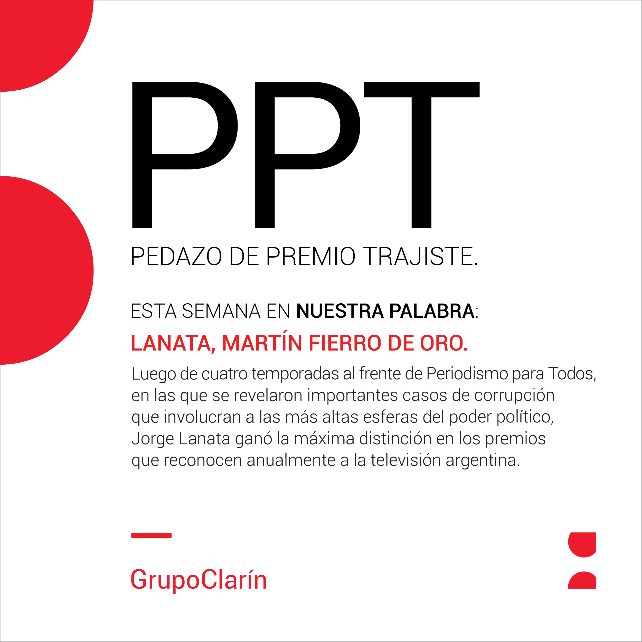 PPT
PEDAZO DE PREMIO TRAJISTE.
ESTA SEMANA EN NUESTRA PALABRA:
LANATA, MARTÍN FIERRO DE ORO.
Luego de cuatro temporadas al frente de Periodismo para Todos,
en las que se revelaron importantes casos de corrupción
que involucran a las más altas esferas del poder político,
Jorge Lanata ganó la máxima distinción en los premios
que reconocen anualmente a la televisión argentina.
GrupoClarín